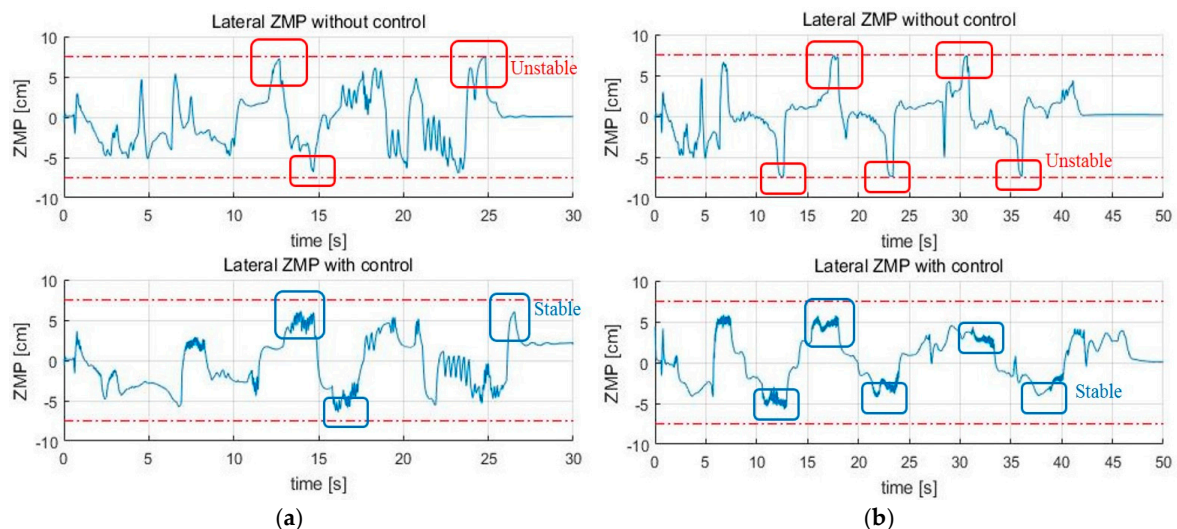 Lateral ZMP without control
10
5
0
-5
-10
ZMP [cm]
Unstable
0 5 10 15 20 25 30
time [s]
Lateral ZMP with control
10
5
0
-5
-10
ZMP [cm]
Stable
0 5 10 15 20 25 30
time [s]
(a)
Lateral ZMP without control
10
5
0
-5
-10
ZMP [cm]
Unstable
0 5 10 15 20 25 30 35 40 45 50
time [s]
Lateral ZMP with control
10
5
0
-5
-10
ZMP [cm]
Stable
0 5 10 15 20 25 30 35 40 45 50
time [s]
(b)